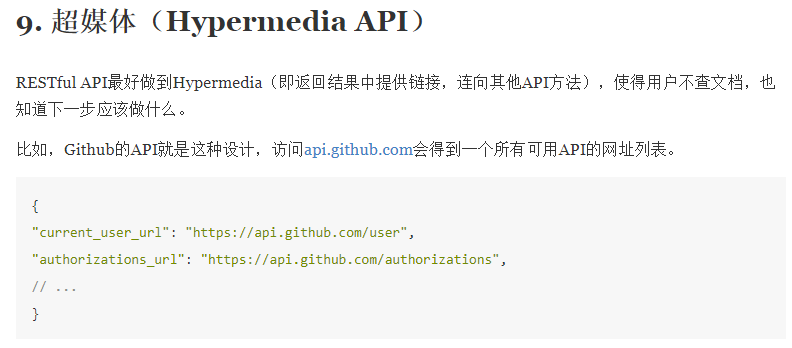 9. 超媒体（Hypermedia API）
RESTful API最好做到Hypermedia（即返回结果中提供链接，连向其他API方法），使得用户不查文档，也
知道下一步应该做什么。
比如，Github的API就是这种设计，访问api.github.com会得到一个所有可用API的网址列表。
{
"current_user_url": "https://api.github.com/user",
"authorizations_url": "https://api.github.com/authorizations",
// ...
}